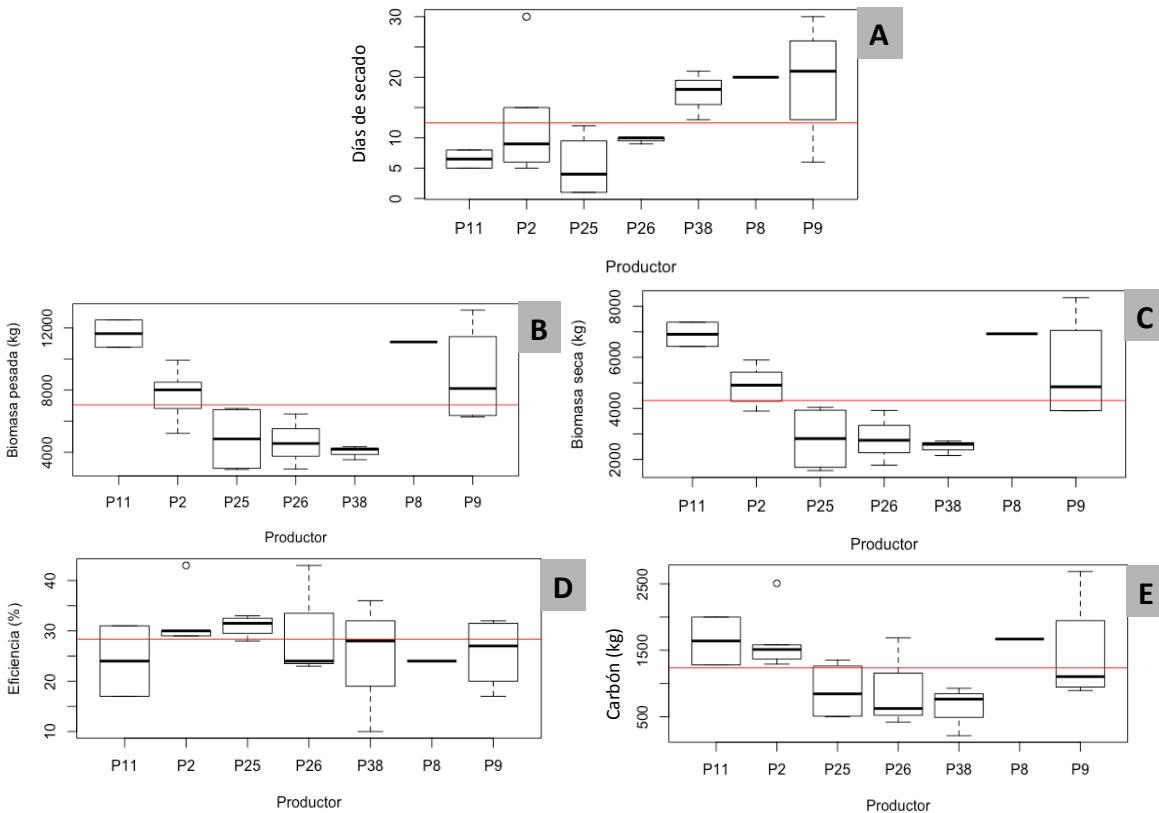 A
Días de secado
30
20
10
5
0
P11 P2 P25 P26 P38 P8 P9
Productor
B
Biomasa pesada (kg)
12000
8000
4000
P11 P2 P25 P26 P38 P8 P9
Productor
C
Biomasa seca (kg)
8000
6000
4000
2000
P11 P2 P25 P26 P38 P8 P9
Productor
D
Eficiencia (%)
40
30
20
10
P11 P2 P25 P26 P38 P8 P9
Productor
E
Carbón (kg)
2500
1500
500
P11 P2 P25 P26 P38 P8 P9
Productor